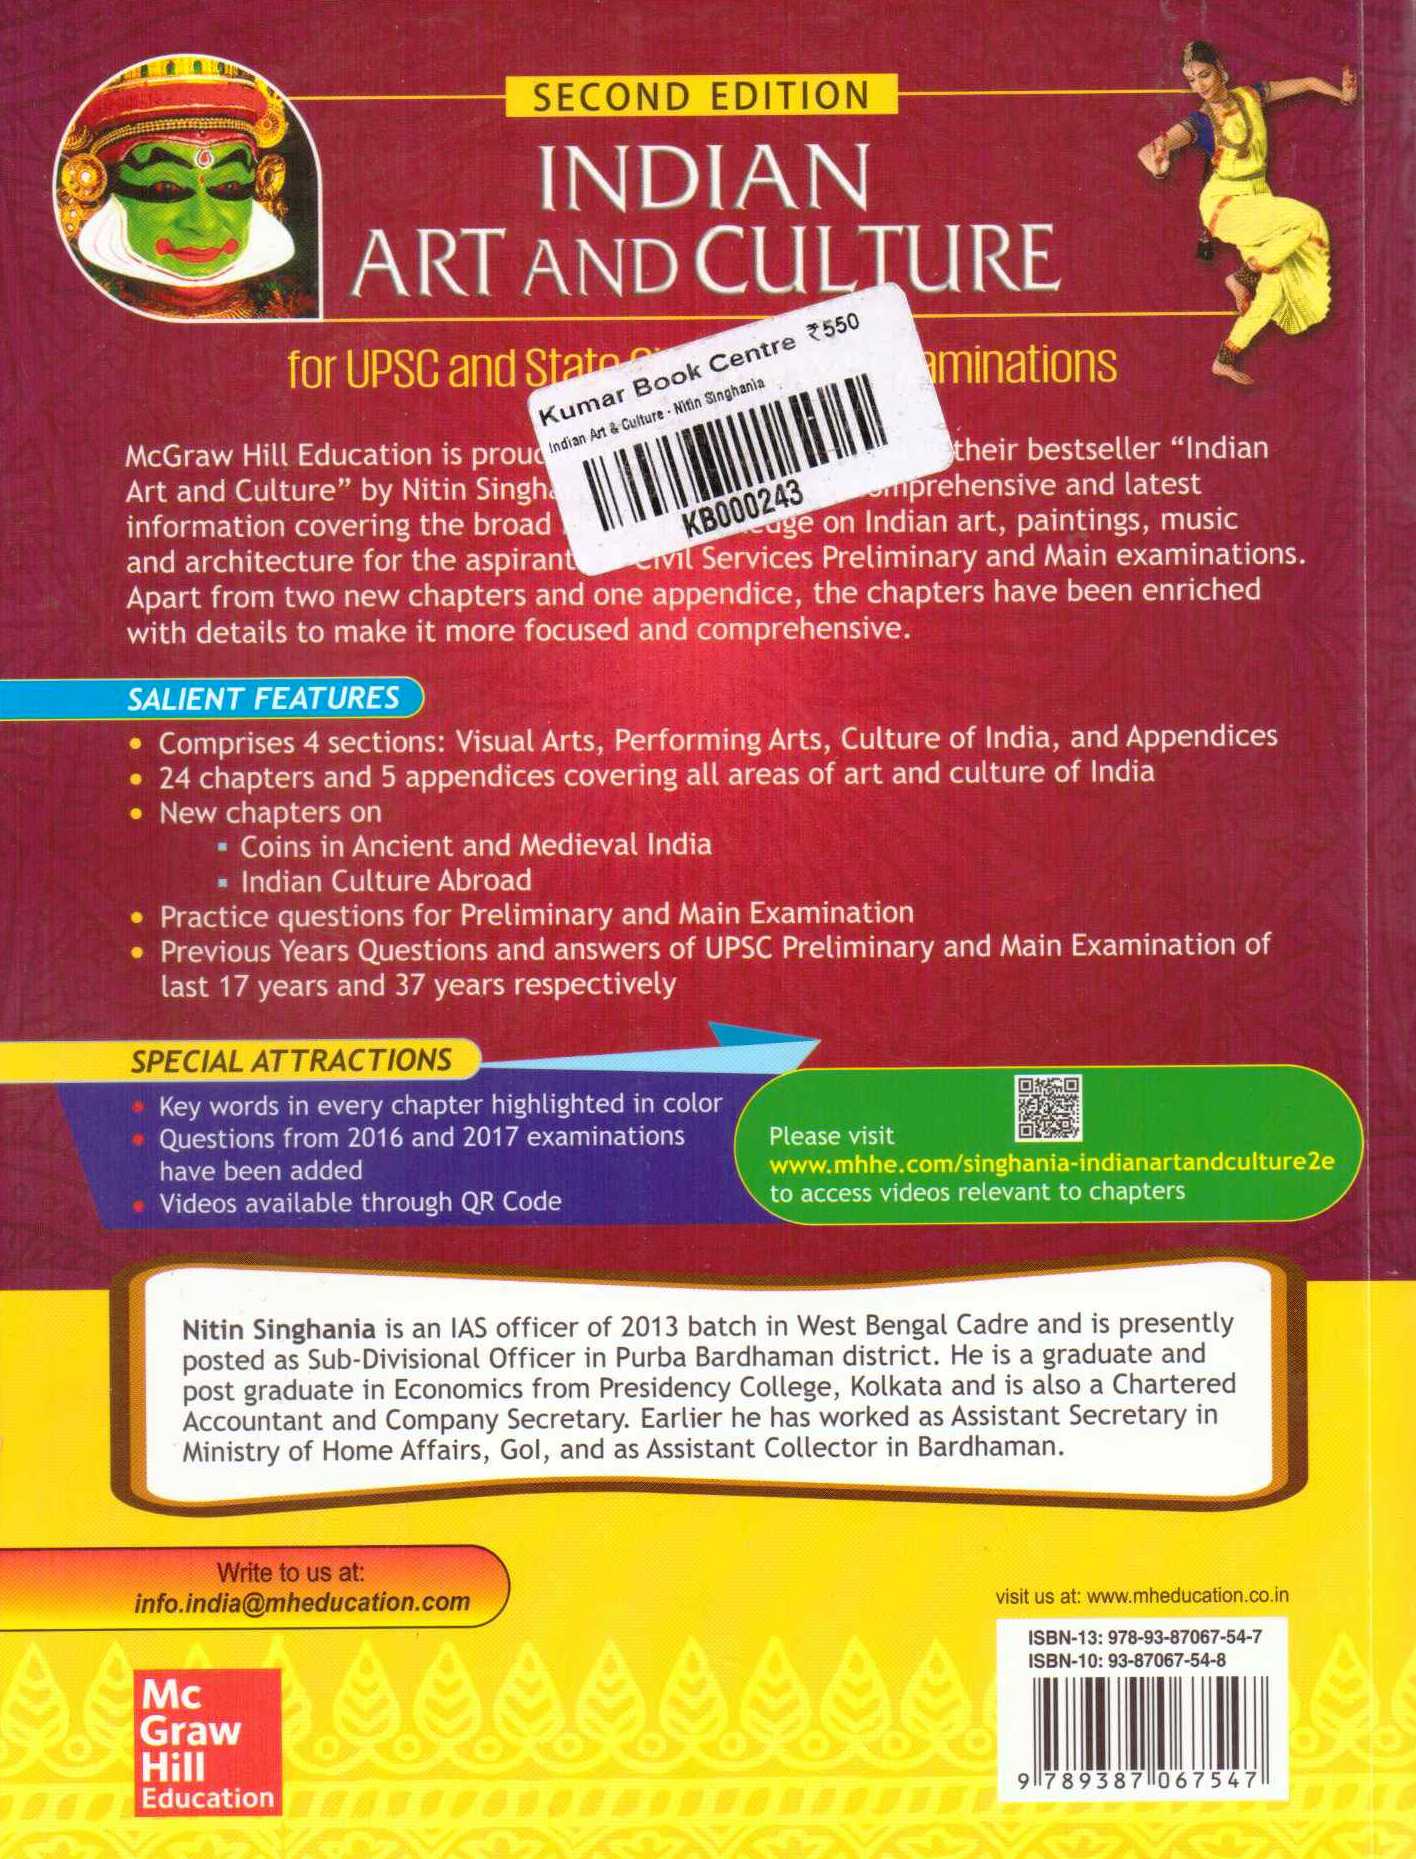 SECOND EDITION
INDIAN
ART AND CULTURE
for UPSC and State aminations
Kumar Book Centre ₹550
Indian Art & Culture - Nitin Singhania
KB000243
McGraw Hill Education is their bestseller “Indian
Art and Culture” by Nitin and latest
information covering the broad on Indian art, paintings, music
and architecture for the Services Preliminary and Main examinations.
Apart from two new chapters and one appendice, the chapters have been enriched
with details to make it more focused and comprehensive.
SALIENT FEATURES
• Comprises 4 sections: Visual Arts, Performing Arts, Culture of India, and Appendices
• 24 chapters and 5 appendices covering all areas of art and culture of India
• New chapters on
▪ Coins in Ancient and Medieval India
▪ Indian Culture Abroad
• Practice questions for Preliminary and Main Examination
• Previous Years Questions and answers of UPSC Preliminary and Main Examination of
last 17 years and 37 years respectively
SPECIAL ATTRACTIONS
• Key words in every chapter highlighted in color
• Questions from 2016 and 2017 examinations
have been added
• Videos available through QR Code
Please visit
www.mhhe.com/singhania-indianartandculture2e
to access videos relevant to chapters
Nitin Singhania is an IAS officer of 2013 batch in West Bengal Cadre and is presently
posted as Sub-Divisional Officer in Purba Bardhaman district. He is a graduate and
post graduate in Economics from Presidency College, Kolkata and is also a Chartered
Accountant and Company Secretary. Earlier he has worked as Assistant Secretary in
Ministry of Home Affairs, GoI, and as Assistant Collector in Bardhaman.
Write to us at:
info.india@mheducation.com
visit us at: www.mheducation.co.in
ISBN-13: 978-93-87067-54-7
ISBN-10: 93-87067-54-8
9 789387 067547
Mc
Graw
Hill
Education